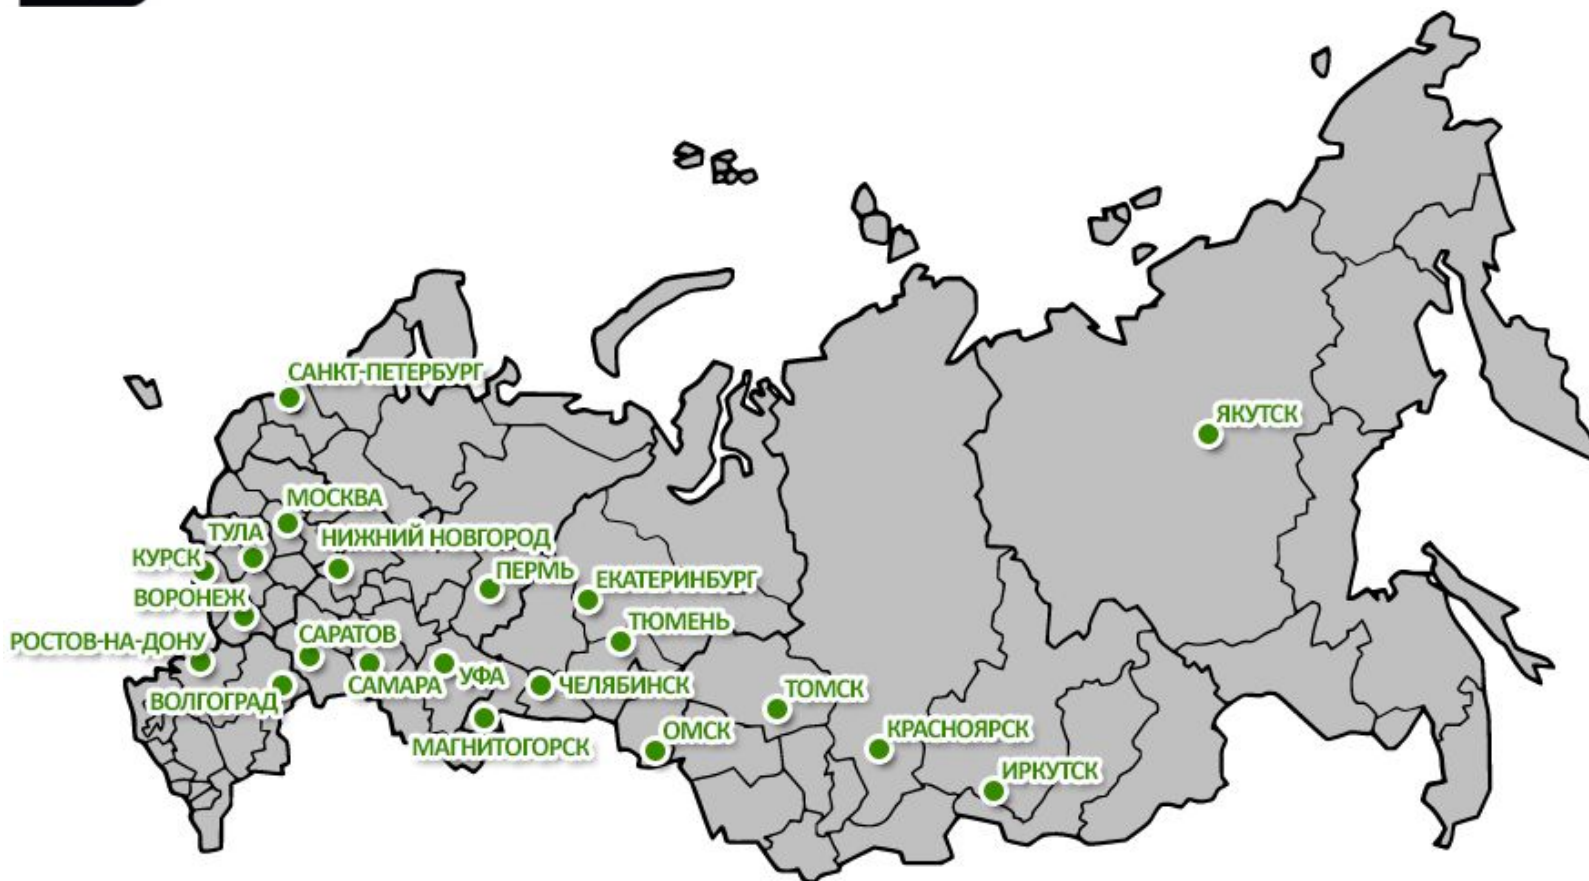 САНКТ-ПЕТЕРБУРГ
ЯКУТСК
МОСКВА
ТУЛА
НИЖНИЙ НОВГОРОД
КУРСК
ПЕРМЬ
ЕКАТЕРИНБУРГ
ВОРОНЕЖ
ТЮМЕНЬ
РОСТОВ-НА-ДОНУ
САРАТОВ
САМАРА
УФА
ЧЕЛЯБИНСК
ТОМСК
ВОЛГОГРАД
КРАСНОЯРСК
ОМСК
МАГНИТОГОРСК
ИРКУТСК